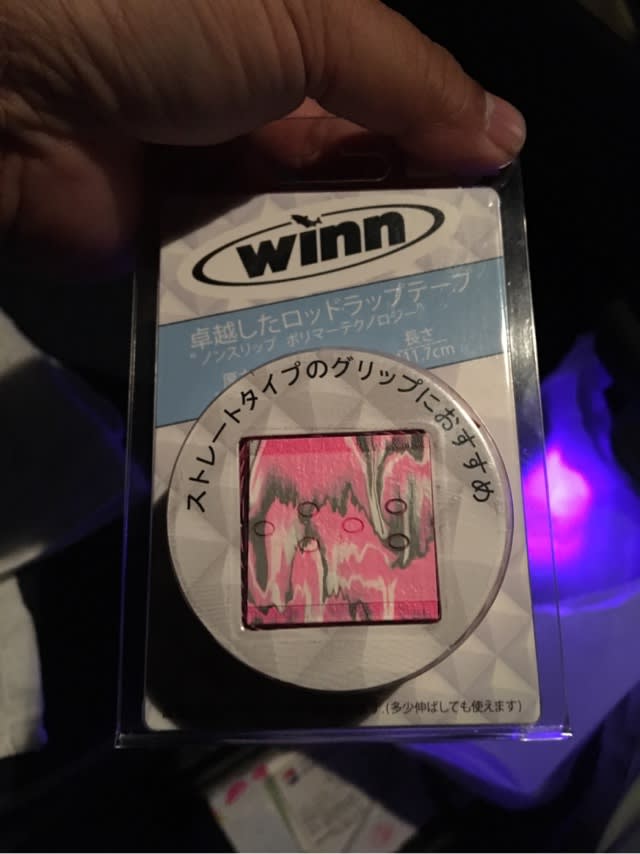 winn
卓越したロッドラップテープ
"ノンスリップ ポリマーテクノロジー"
長さ
11.7cm
ストレートタイプのグリップにおすすめ
(多少伸ばしても使えます)